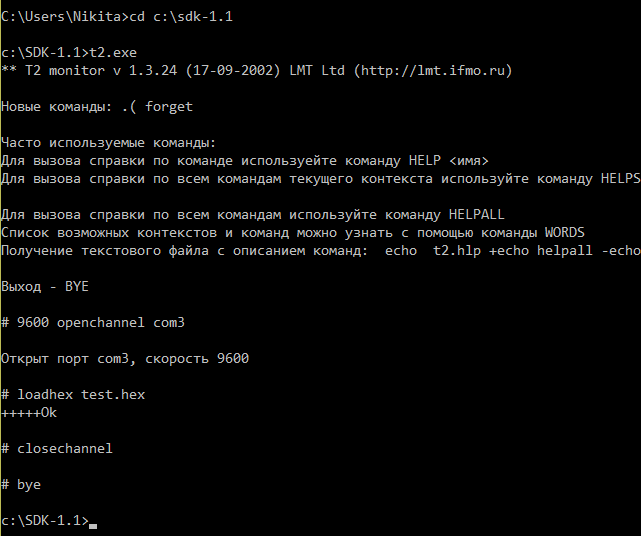 C:\Users\Nikita>cd c:\sdk-1.1
c:\SDK-1.1>t2.exe
** T2 monitor v 1.3.24 (17-09-2002) LMT Ltd (http://lmt.ifmo.ru)
Новые команды: .( forget
Часто используемые команды:
Для вызова справки по команде используейте команду HELP <имя>
Для вызова справки по всем командам текущего контекста используйте команду HELPS
Для вызова справки по всем командам используйте команду HELPALL
Список возможных контекстов и команд можно узнать с помощью команды WORDS
Получение текстового файла с описанием команд:  echo  t2.hlp +echo helpall -echo
Выход - BYE
# 9600 openchannel com3
Открыт порт com3, скорость 9600
# loadhex test.hex
+++++Ok
# closechannel
# bye
c:\SDK-1.1>